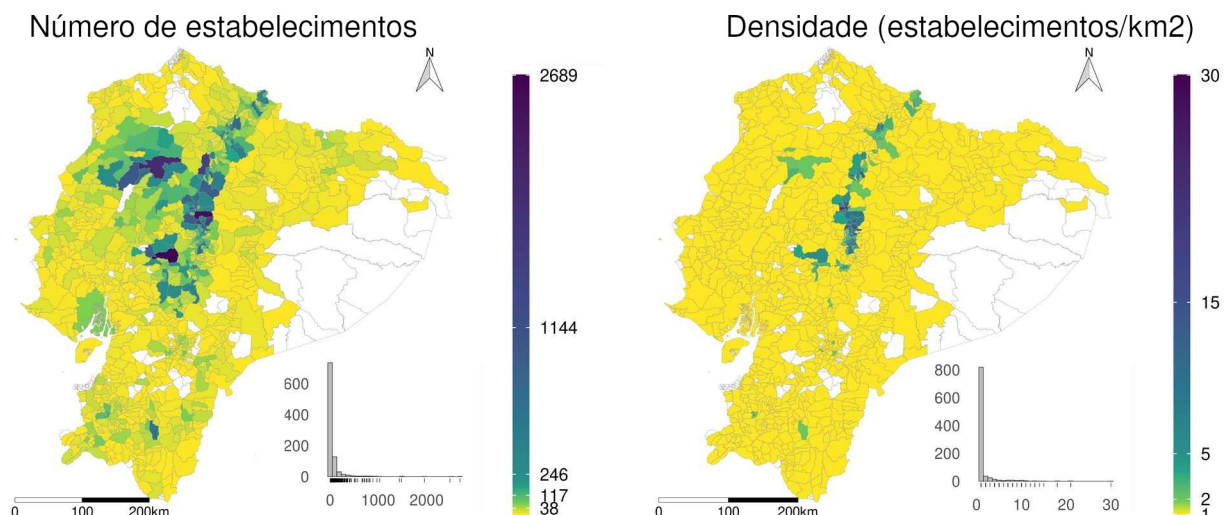 Número de estabelecimentos
N
2689
1144
246
117
38
600
400
200
0
0 1000 2000
0 100 200km
Densidade (estabelecimentos/km2)
N
30
15
5
2
1
800
600
400
200
0
0 10 20 30
0 100 200km